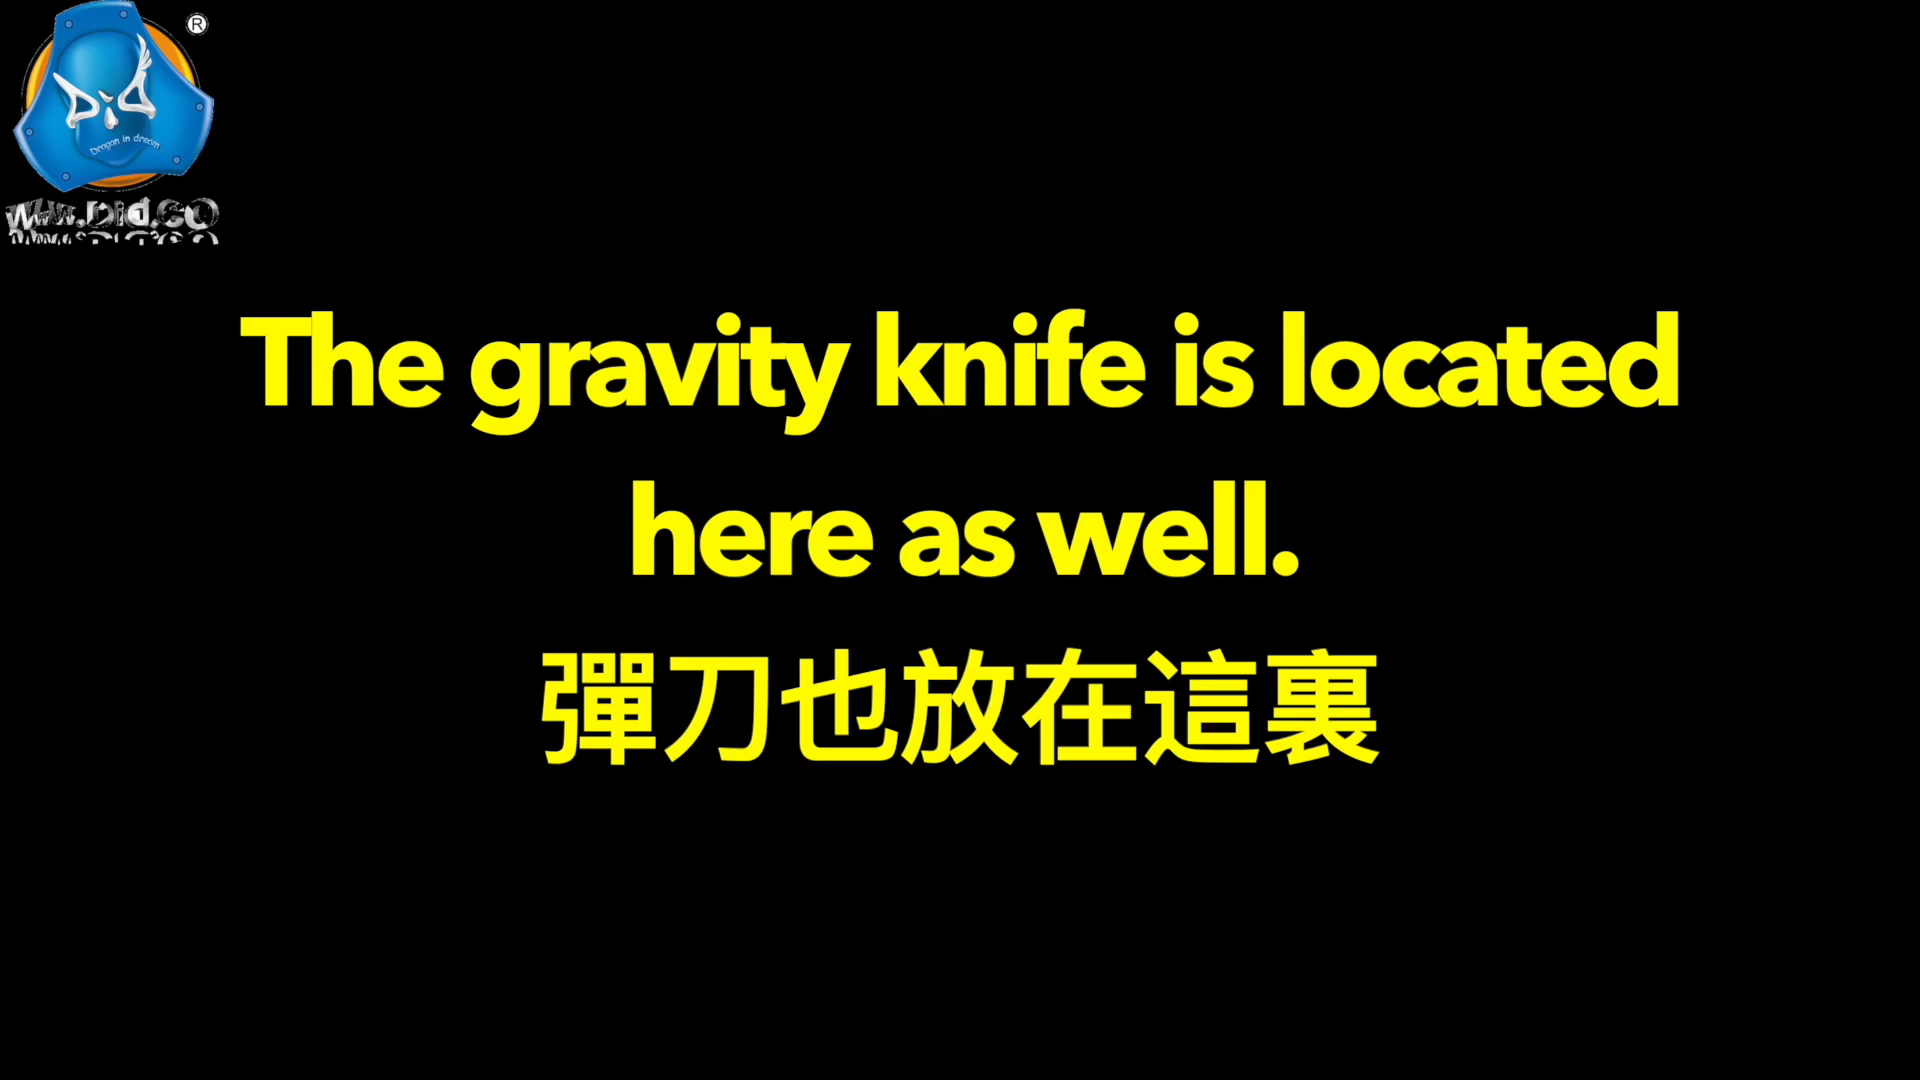 ®
DiD
Dragon in dream
www.DiD.CO
The gravity knife is located
here as well.
彈刀也放在這裏